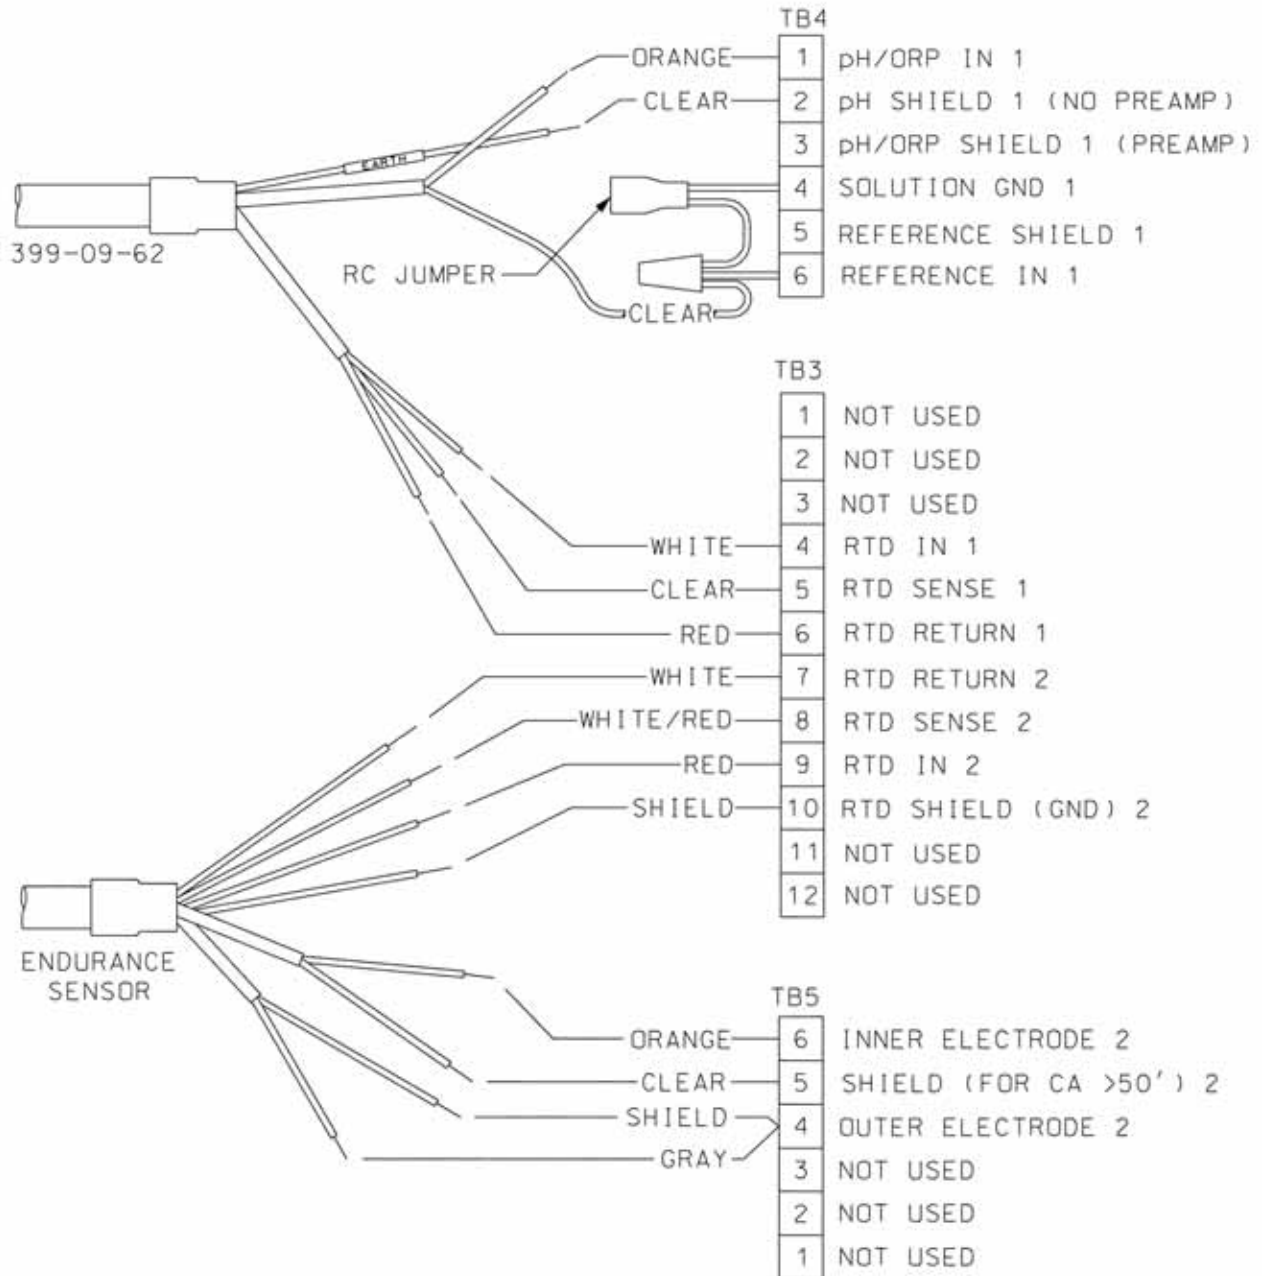 TB4
ORANGE 1 pH/ORP IN 1
CLEAR 2 pH SHIELD 1 (NO PREAMP)
3 pH/ORP SHIELD 1 (PREAMP)
EARTH
4 SOLUTION GND 1
5 REFERENCE SHIELD 1
399-09-62
RC JUMPER
6 REFERENCE IN 1
CLEAR
TB3
1 NOT USED
2 NOT USED
3 NOT USED
WHITE 4 RTD IN 1
CLEAR 5 RTD SENSE 1
RED 6 RTD RETURN 1
WHITE 7 RTD RETURN 2
WHITE/RED 8 RTD SENSE 2
RED 9 RTD IN 2
SHIELD 10 RTD SHIELD (GND) 2
11 NOT USED
12 NOT USED
ENDURANCE
SENSOR
TB5
ORANGE 6 INNER ELECTRODE 2
CLEAR 5 SHIELD (FOR CA >50') 2
SHIELD 4 OUTER ELECTRODE 2
GRAY 3 NOT USED
2 NOT USED
1 NOT USED